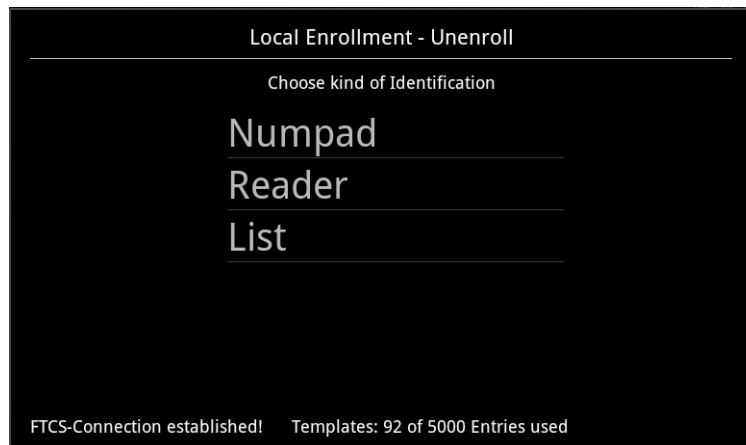 Local Enrollment - Unenroll
Choose kind of Identification
Numpad
Reader
List
FTCS-Connection established! Templates: 92 of 5000 Entries used